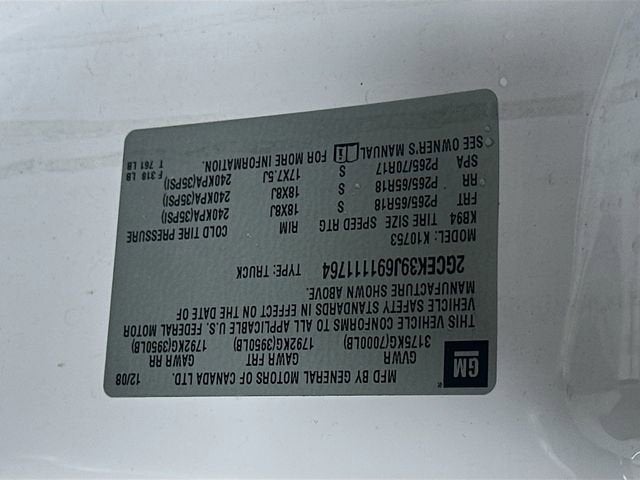 GM MFD BY GENERAL MOTORS OF CANADA LTD. 12/08
GVWR GAWR FRT GAWR RR
3175KG(7000LB) 1792KG(3950LB) 1792KG(3950LB)
THIS VEHICLE CONFORMS TO ALL APPLICABLE U.S. FEDERAL MOTOR
VEHICLE SAFETY STANDARDS IN EFFECT ON THE DATE OF
MANUFACTURE SHOWN ABOVE.
2GCEK39J691111764 TYPE: TRUCK
MODEL: K10753
KB94 TIRE SIZE SPEED RTG RIM COLD TIRE PRESSURE
FRT P265/65R18 S 18X8J 240KPA(35PSI)
RR P265/65R18 S 18X8J 240KPA(35PSI)
SPA P265/70R17 S 17X7.5J 240KPA(35PSI)
SEE OWNER'S MANUAL FOR MORE INFORMATION.
F 318 LB
T 761 LB